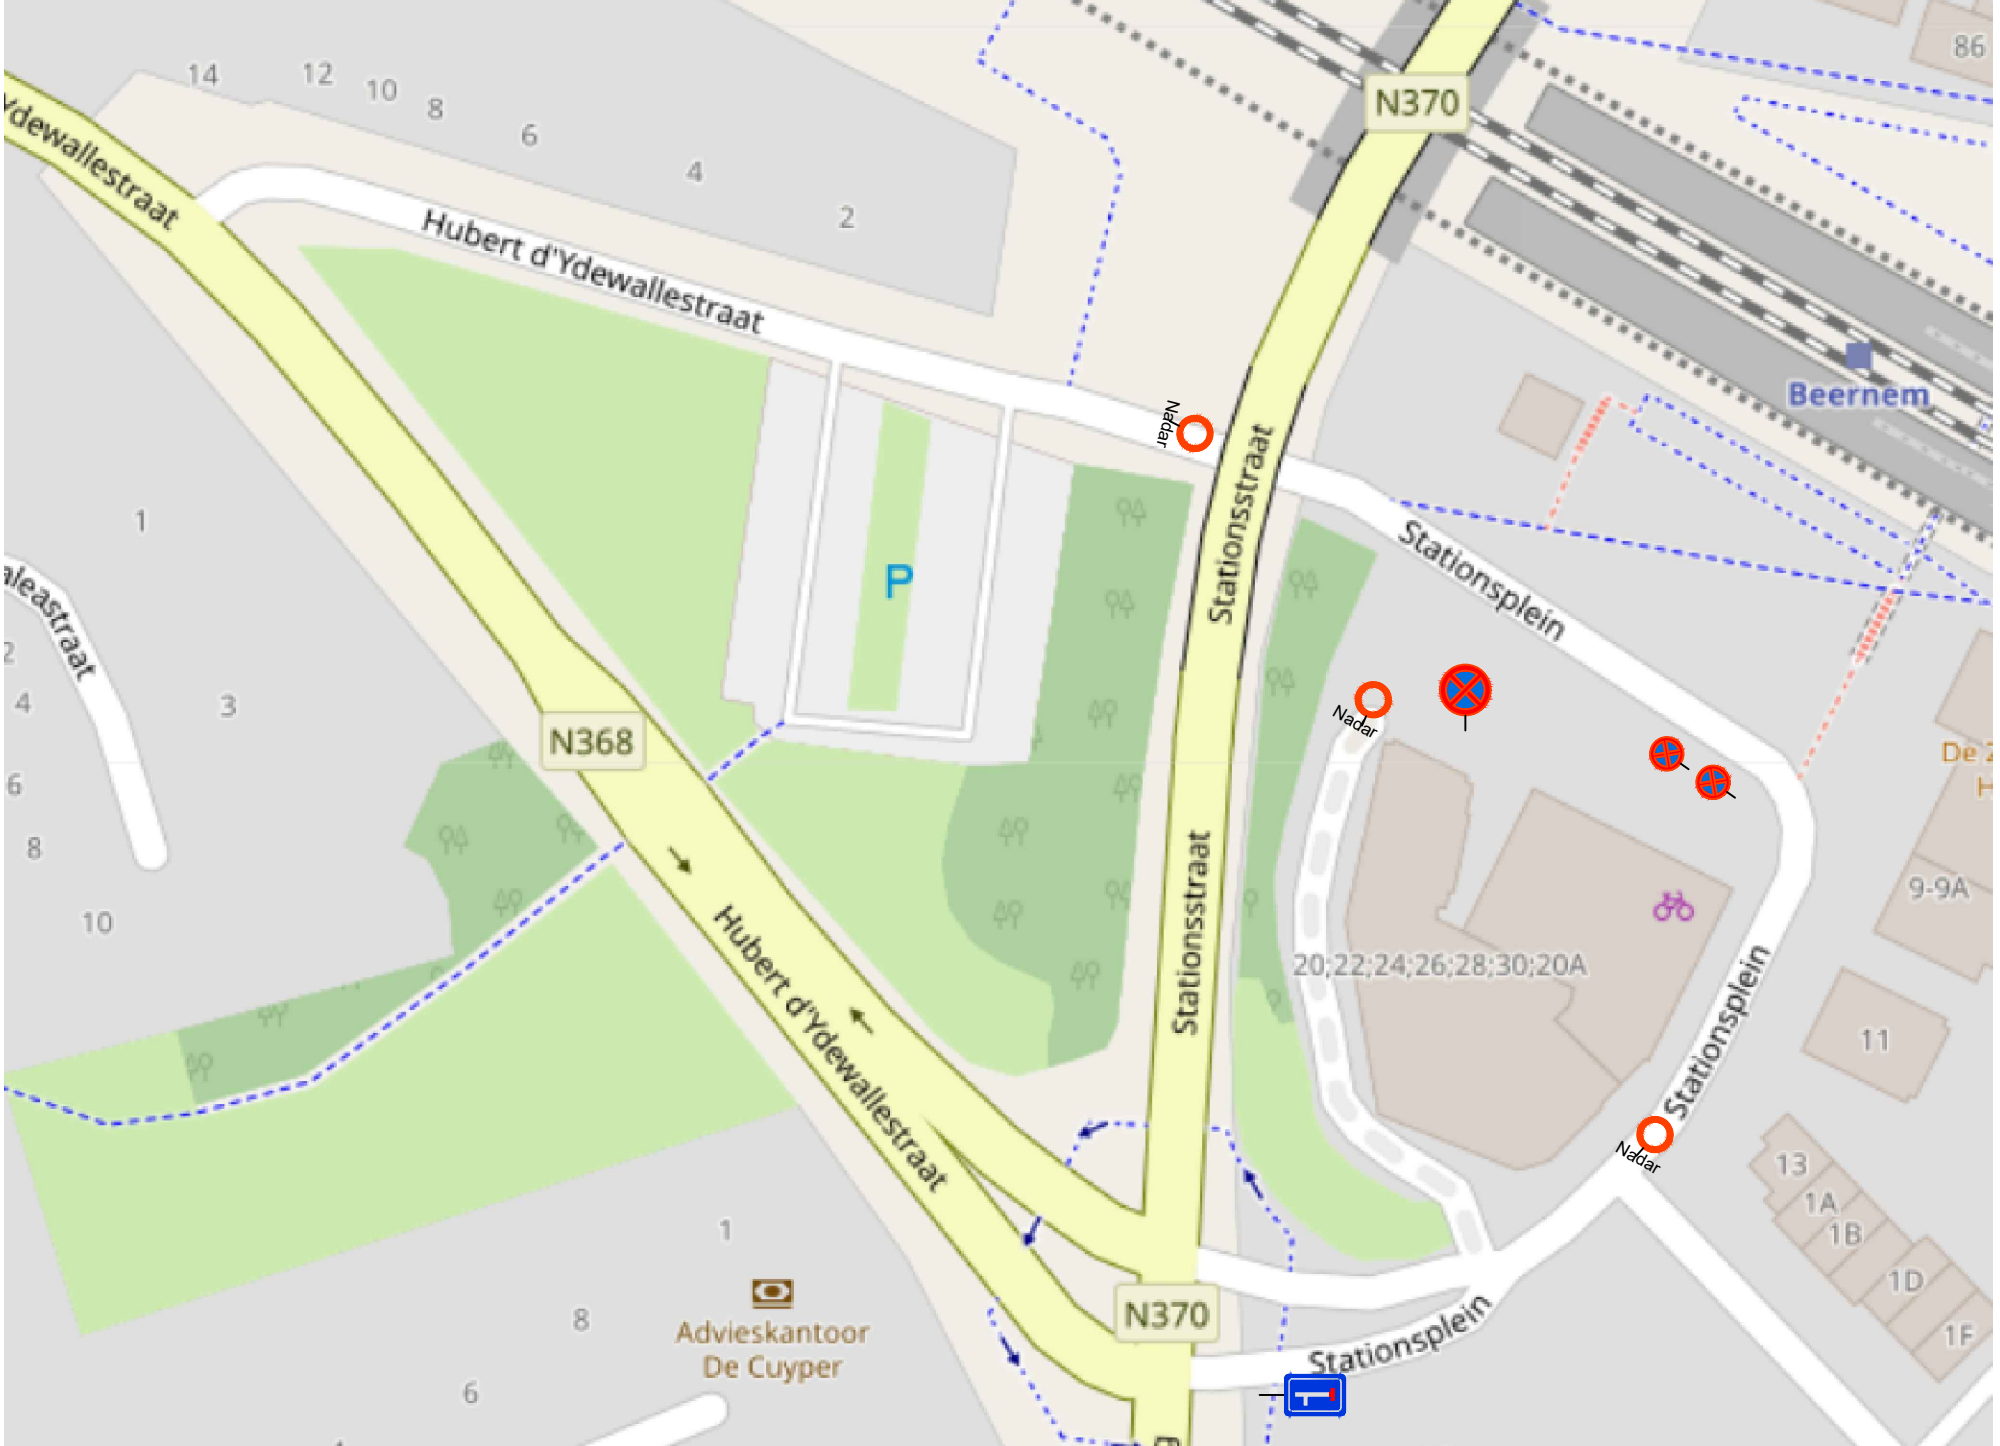 N370
86
14
12
10
8
6
4
2
Ydewallestraat
Hubert d'Ydewallestraat
Beernem
Nadar
Stationsstraat
Stationsplein
1
P
aleastraat
2
4
3
6
8
10
N368
Nadar
De
9-9A
Hubert d'Ydewallestraat
Stationsstraat
20;22;24;26;28;30;20A
Stationsplein
11
Nadar
13
1A
1B
1D
1F
1
8
6
Advieskantoor
De Cuyper
N370
Stationsplein